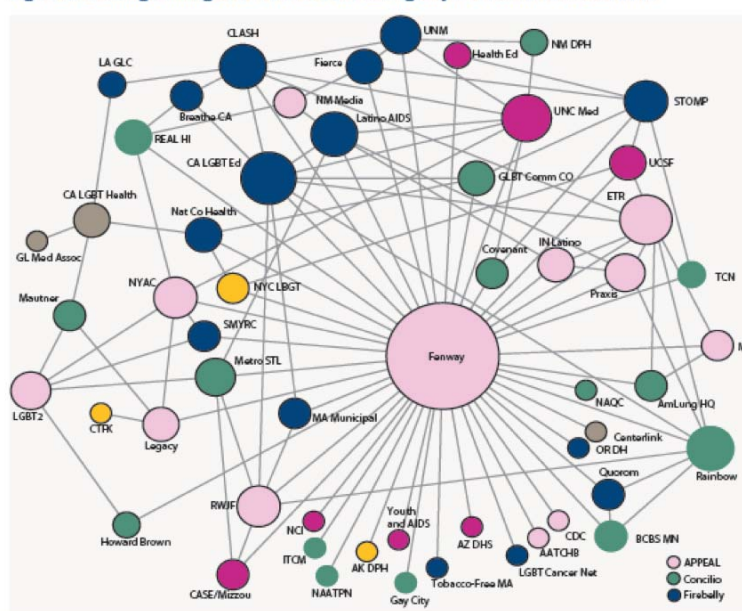 UNM
CLASH
Health Ed
NM DPH
LA GLC
Fierce
NM Media
STOMP
Breathe CA
UNC Med
Latino AIDS
REAL HI
UCSF
CA LGBT Ed
GLBT Comm CO
ETR
CA LGBT Health
Nat Co Health
GL Med Assoc
Covenant
IN Latino
TCN
NYAC
NYC LBGT
Praxis
Mautner
SMYRC
Fenway
Metro STL
LGBT2
NAQC
AmLung HQ
CTFK
MA Municipal
Legacy
Centerlink
OR DH
Rainbow
Quorom
RWJF
Youth
and AIDS
NCI
Howard Brown
AZ DHS
CDC
BCBS MN
ITCM
AATCHB
AK DPH
APPEAL
CASE/Mizzou
NAATPN
Tobacco-Free MA
LGBT Cancer Net
Concilio
Gay City
Firebelly